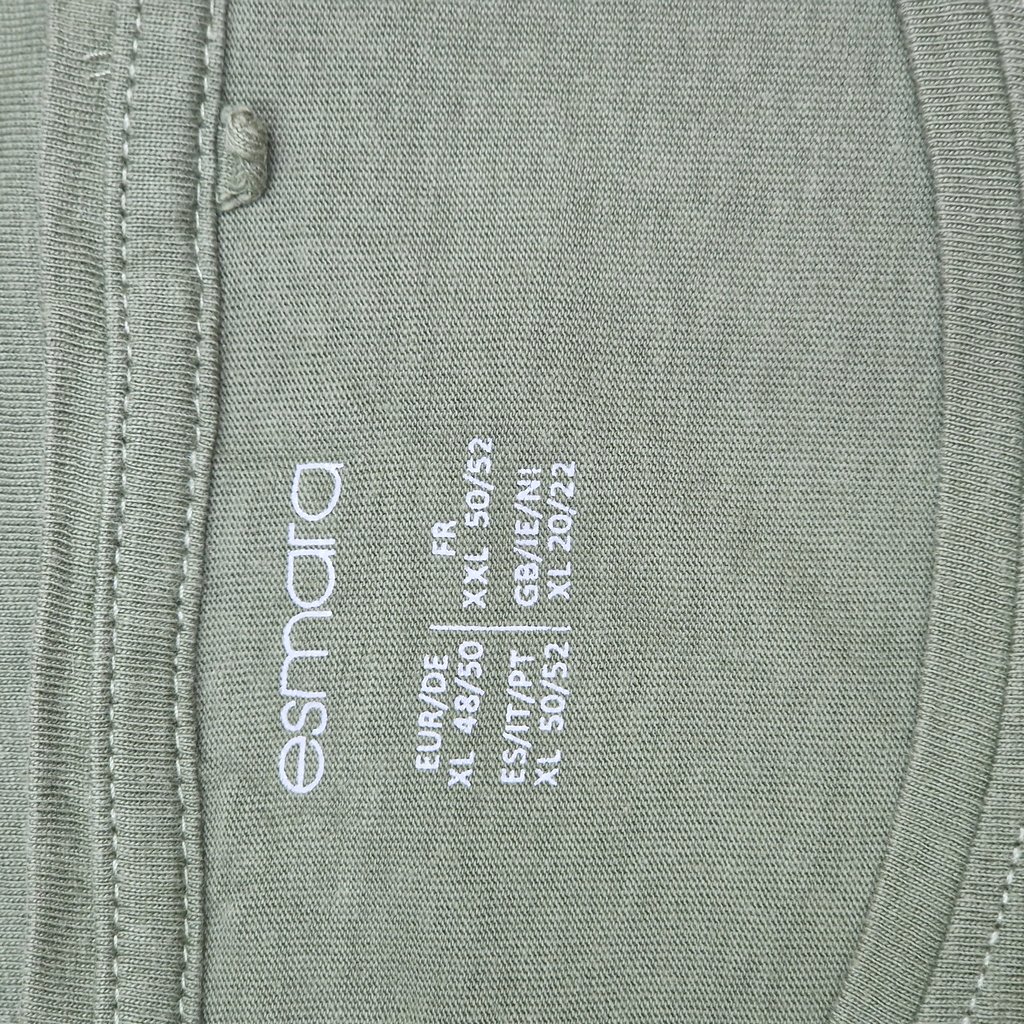 esmara
EUR/DE FR
XL 48/50 XXL 50/52
ES/IT/PT GB/IE/NI
XL 50/52 XL 20/22